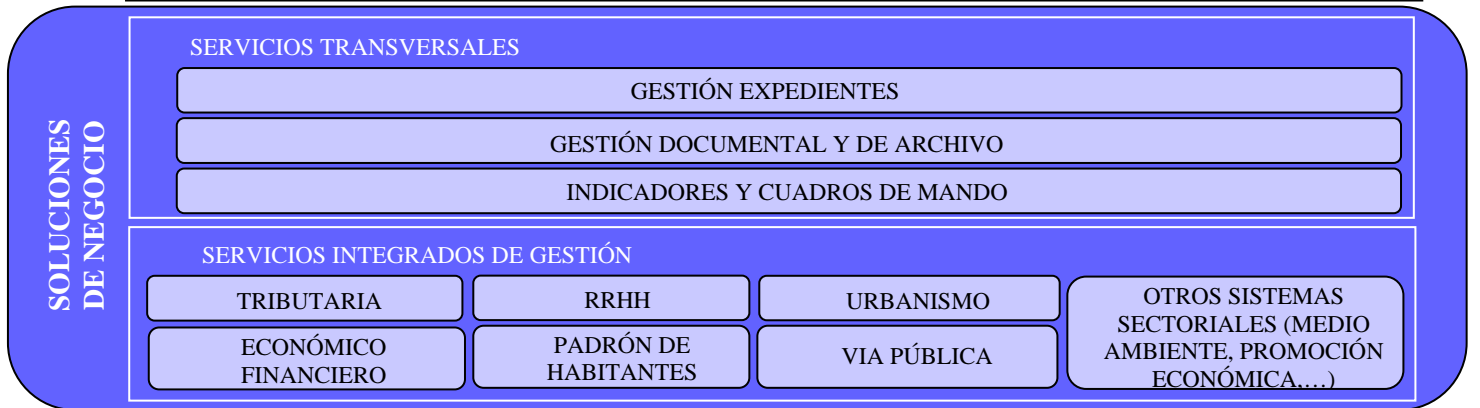 SOLUCIONES
DE NEGOCIO
SERVICIOS TRANSVERSALES
GESTIÓN EXPEDIENTES
GESTIÓN DOCUMENTAL Y DE ARCHIVO
INDICADORES Y CUADROS DE MANDO
SERVICIOS INTEGRADOS DE GESTIÓN
TRIBUTARIA
RRHH
URBANISMO
OTROS SISTEMAS
SECTORIALES (MEDIO
AMBIENTE, PROMOCIÓN
ECONÓMICA,…)
ECONÓMICO
FINANCIERO
PADRÓN DE
HABITANTES
VIA PÚBLICA